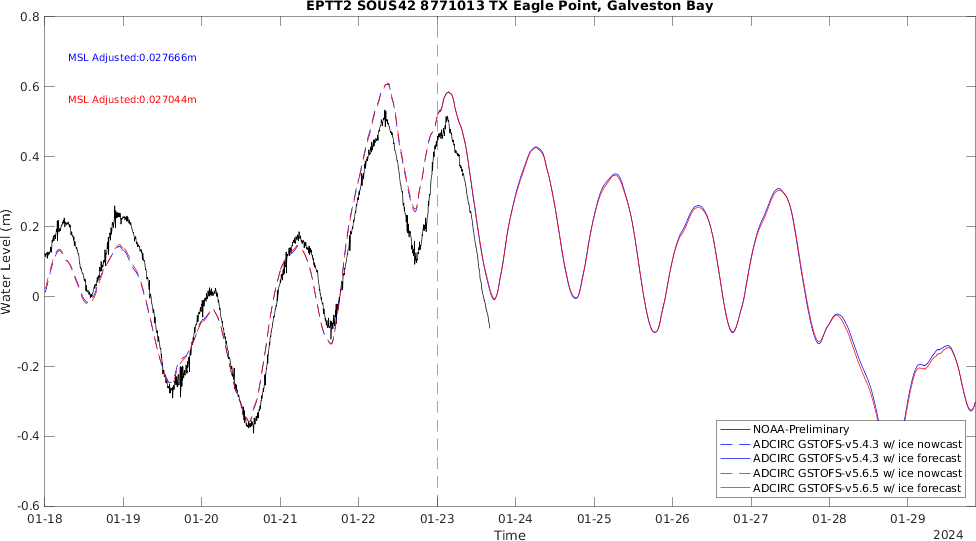 EPTT2 SOUS42 8771013 TX Eagle Point, Galveston Bay
0.8
MSL Adjusted:0.027666m
0.6
MSL Adjusted:0.027044m
0.4
0.2
Water Level (m)
0
-0.2
-0.4
-0.6
NOAA-Preliminary
ADCIRC GSTOFS-v5.4.3 w/ ice nowcast
ADCIRC GSTOFS-v5.4.3 w/ ice forecast
ADCIRC GSTOFS-v5.6.5 w/ ice nowcast
ADCIRC GSTOFS-v5.6.5 w/ ice forecast
01-18 01-19 01-20 01-21 01-22 01-23 01-24 01-25 01-26 01-27 01-28 01-29
Time
2024